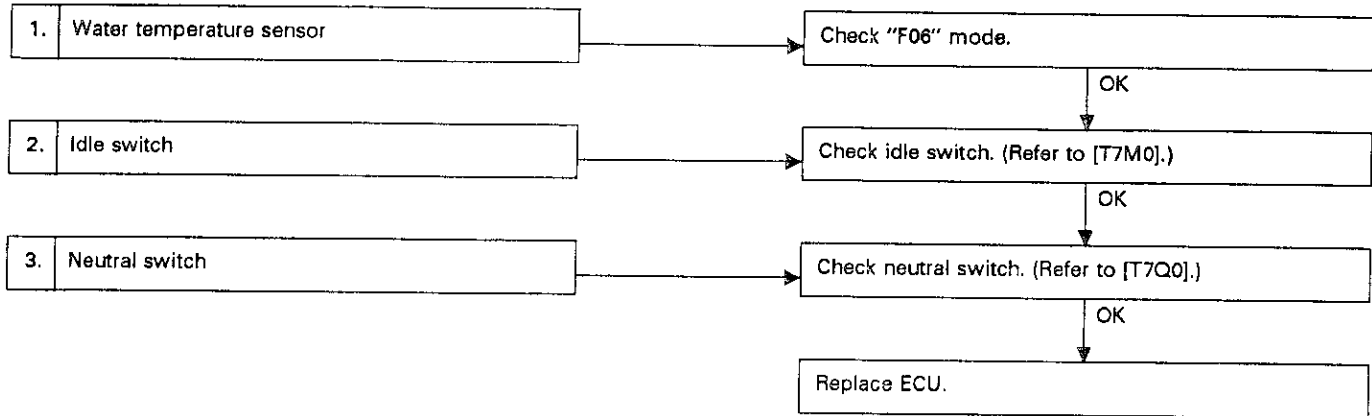 1. Water temperature sensor
Check "F06" mode.
OK
2. Idle switch
Check idle switch. (Refer to [T7M0].)
OK
3. Neutral switch
Check neutral switch. (Refer to [T7Q0].)
OK
Replace ECU.